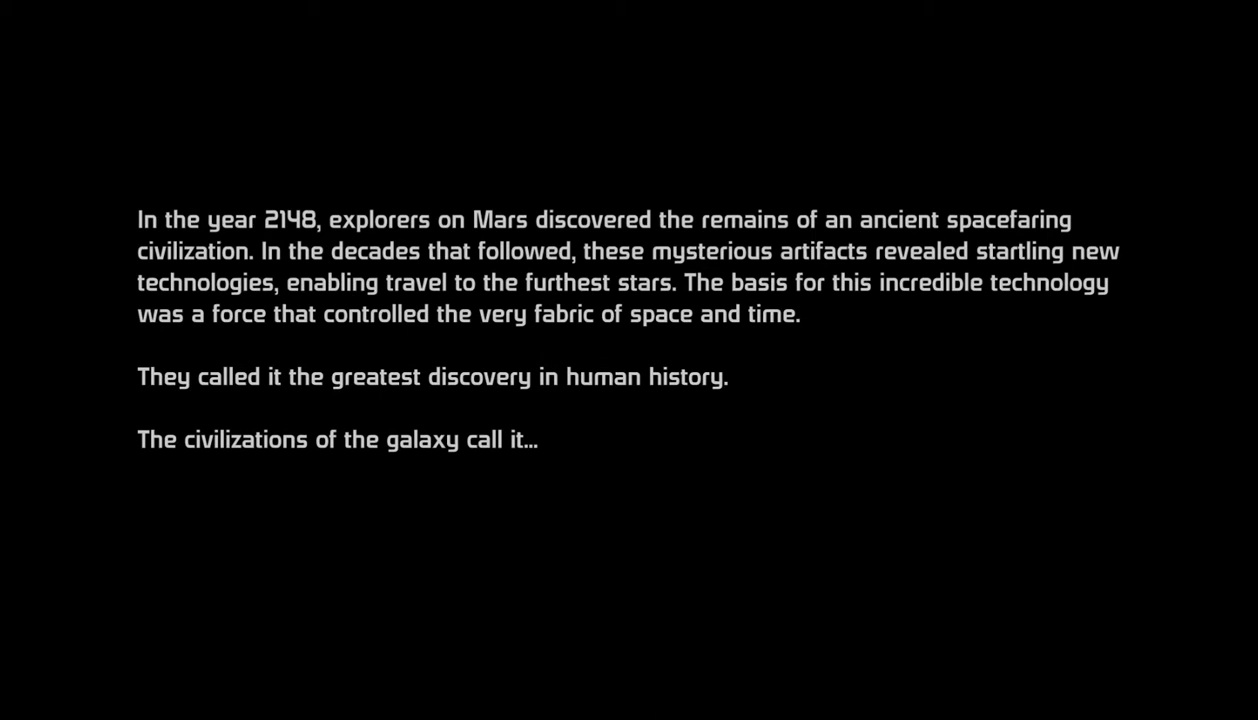 In the year 2148, explorers on Mars discovered the remains of an ancient spacefaring
civilization. In the decades that followed, these mysterious artifacts revealed startling new
technologies, enabling travel to the furthest stars. The basis for this incredible technology
was a force that controlled the very fabric of space and time.
They called it the greatest discovery in human history.
The civilizations of the galaxy call it...